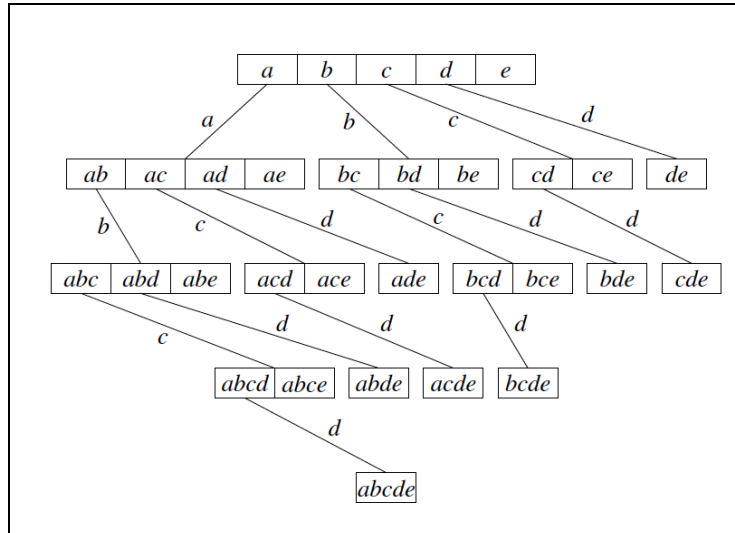 a b c d e
a b c d
ab ac ad ae bc bd be cd ce de
b c d c d d
abc abd abe acd ace ade bcd bce bde cde
c d d d
abcd abce abde acde bcde
d
abcde